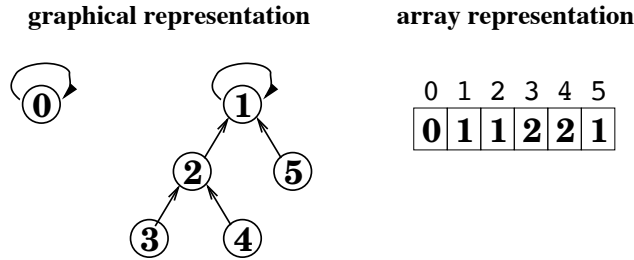 graphical representation
array representation
0 1
0 1 2 3 4 5
0 1 1 2 2 1
2 5
3 4